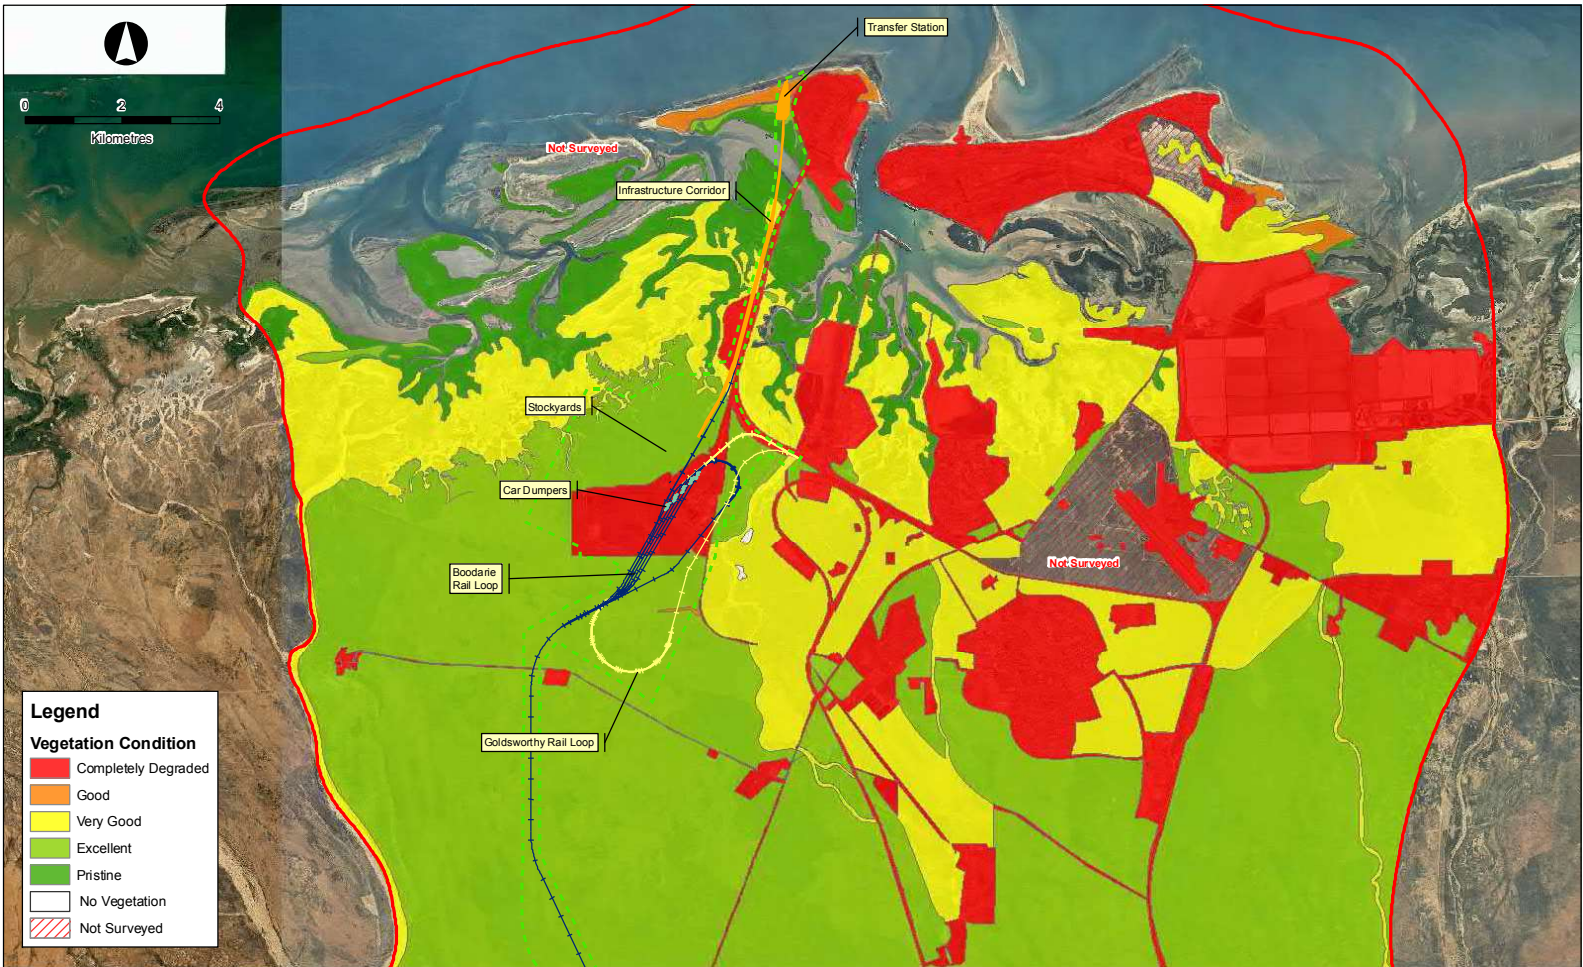 Transfer Station
0
2
4
Kilometres
Not Surveyed
Infrastructure Corridor
Stockyards
Car Dumpers
Not Surveyed
Boodarie
Rail Loop
Goldsworthy Rail Loop
Legend
Vegetation Condition
Completely Degraded
Good
Very Good
Excellent
Pristine
No Vegetation
Not Surveyed